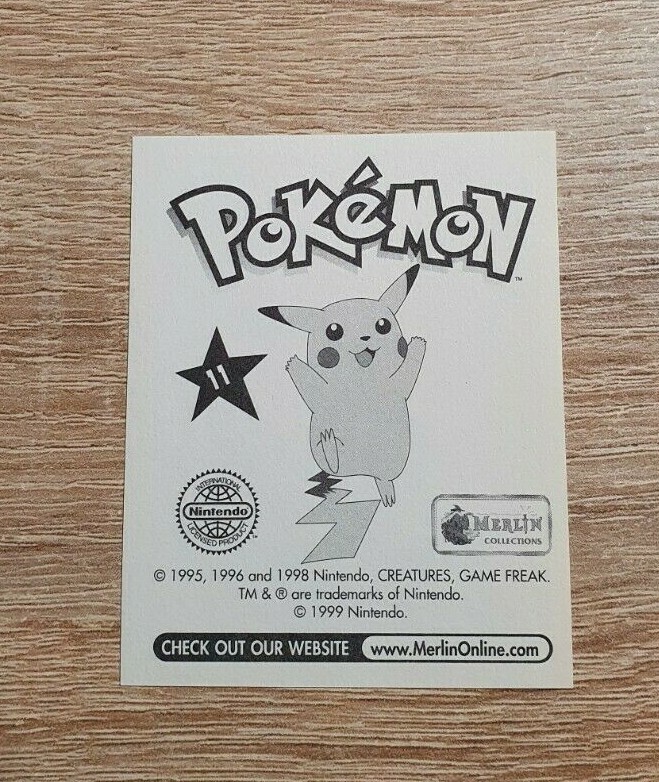 POKéMON
™
11
INTERNATIONAL
Nintendo
LICENSED PRODUCT
MERLIN
COLLECTIONS
© 1995, 1996 and 1998 Nintendo, CREATURES, GAME FREAK.
TM & ® are trademarks of Nintendo.
© 1999 Nintendo.
CHECK OUT OUR WEBSITE www.MerlinOnline.com